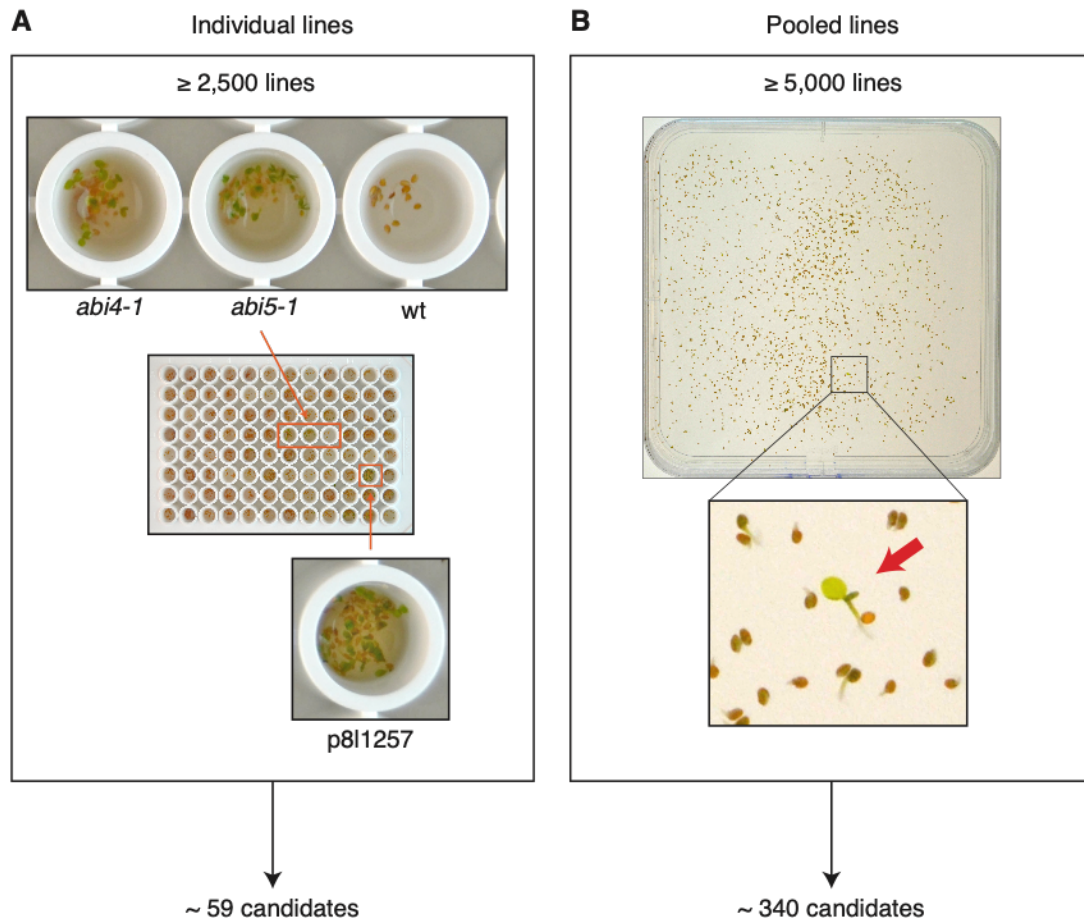 A
Individual lines
≥ 2,500 lines
abi4-1
abi5-1
wt
p8l1257
~ 59 candidates
B
Pooled lines
≥ 5,000 lines
~ 340 candidates